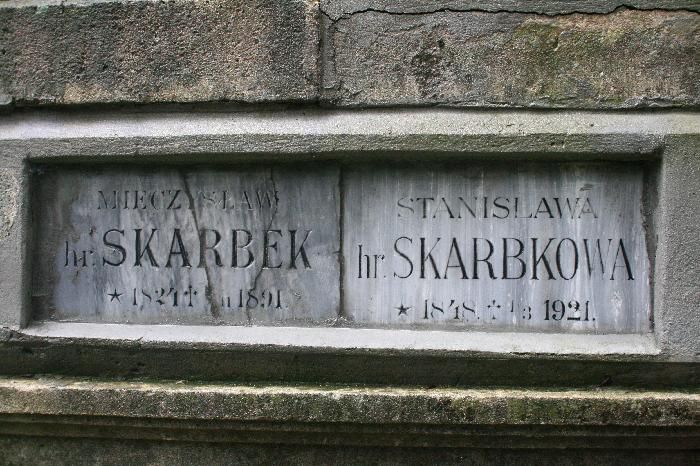 MIECZYSŁAW
hr. SKARBEK
★ 1824 ✝ 1891.
STANISŁAWA
hr. SKARBKOWA
★ 1848. ✝ 1921.